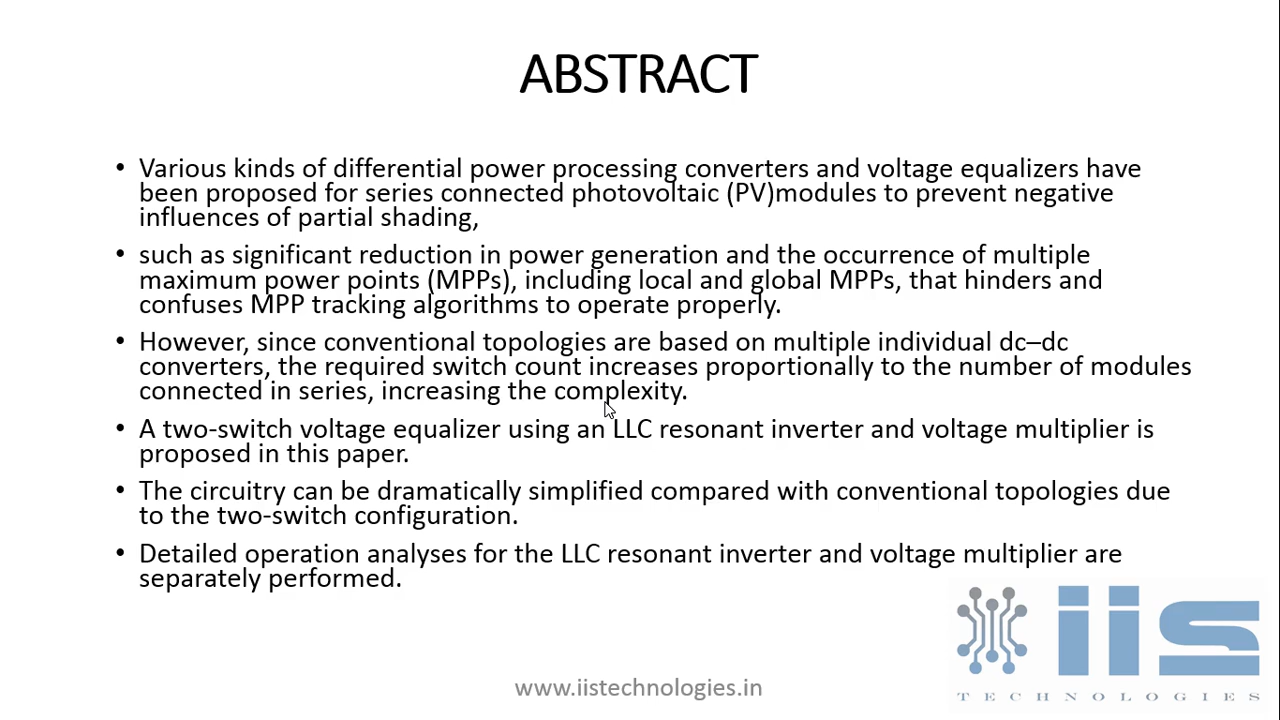 ABSTRACT
• Various kinds of differential power processing converters and voltage equalizers have
been proposed for series connected photovoltaic (PV)modules to prevent negative
influences of partial shading,
• such as significant reduction in power generation and the occurrence of multiple
maximum power points (MPPs), including local and global MPPs, that hinders and
confuses MPP tracking algorithms to operate properly.
• However, since conventional topologies are based on multiple individual dc–dc
converters, the required switch count increases proportionally to the number of modules
connected in series, increasing the complexity.
• A two-switch voltage equalizer using an LLC resonant inverter and voltage multiplier is
proposed in this paper.
• The circuitry can be dramatically simplified compared with conventional topologies due
to the two-switch configuration.
• Detailed operation analyses for the LLC resonant inverter and voltage multiplier are
separately performed.
iis
TECHNOLOGIES
www.iistechnologies.in